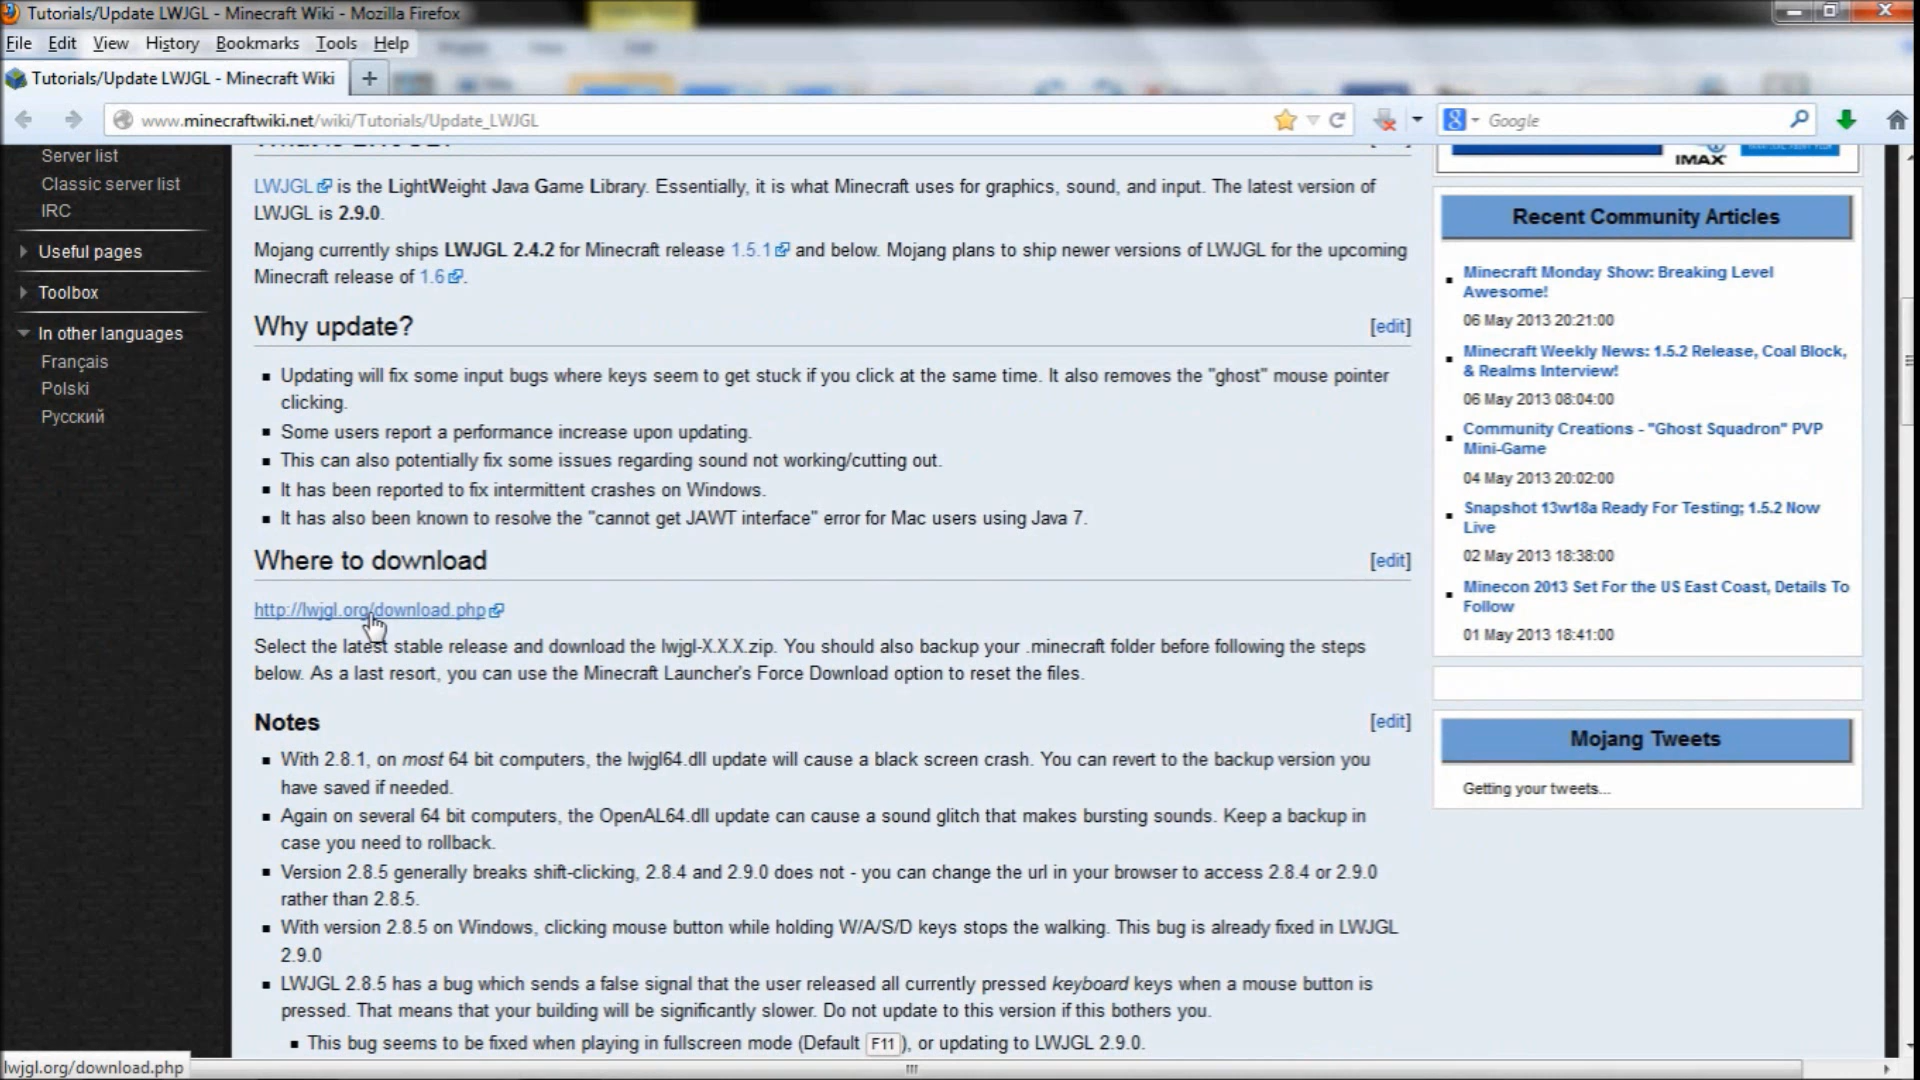 Tutorials/Update LWJGL - Minecraft Wiki - Mozilla Firefox
File Edit View History Bookmarks Tools Help
Tutorials/Update LWJGL - Minecraft Wiki
www.minecraftwiki.net/wiki/Tutorials/Update_LWJGL
Google
Server list
Classic server list
IRC
Useful pages
Toolbox
In other languages
Français
Polski
Русский
LWJGL is the LightWeight Java Game Library. Essentially, it is what Minecraft uses for graphics, sound, and input. The latest version of
LWJGL is 2.9.0.
Mojang currently ships LWJGL 2.4.2 for Minecraft release 1.5.1 and below. Mojang plans to ship newer versions of LWJGL for the upcoming
Minecraft release of 1.6.
Why update? [edit]
Updating will fix some input bugs where keys seem to get stuck if you click at the same time. It also removes the "ghost" mouse pointer
clicking.
Some users report a performance increase upon updating.
This can also potentially fix some issues regarding sound not working/cutting out.
It has been reported to fix intermittent crashes on Windows.
It has also been known to resolve the "cannot get JAWT interface" error for Mac users using Java 7.
Where to download [edit]
http://lwjgl.org/download.php
Select the latest stable release and download the lwjgl-X.X.X.zip. You should also backup your .minecraft folder before following the steps
below. As a last resort, you can use the Minecraft Launcher's Force Download option to reset the files.
Notes [edit]
With 2.8.1, on most 64 bit computers, the lwjgl64.dll update will cause a black screen crash. You can revert to the backup version you
have saved if needed.
Again on several 64 bit computers, the OpenAL64.dll update can cause a sound glitch that makes bursting sounds. Keep a backup in
case you need to rollback.
Version 2.8.5 generally breaks shift-clicking, 2.8.4 and 2.9.0 does not - you can change the url in your browser to access 2.8.4 or 2.9.0
rather than 2.8.5.
With version 2.8.5 on Windows, clicking mouse button while holding W/A/S/D keys stops the walking. This bug is already fixed in LWJGL
2.9.0
LWJGL 2.8.5 has a bug which sends a false signal that the user released all currently pressed keyboard keys when a mouse button is
pressed. That means that your building will be significantly slower. Do not update to this version if this bothers you.
This bug seems to be fixed when playing in fullscreen mode (Default F11), or updating to LWJGL 2.9.0.
IMAX
Recent Community Articles
Minecraft Monday Show: Breaking Level
Awesome!
06 May 2013 20:21:00
Minecraft Weekly News: 1.5.2 Release, Coal Block,
& Realms Interview!
06 May 2013 08:04:00
Community Creations - "Ghost Squadron" PVP
Mini-Game
04 May 2013 20:02:00
Snapshot 13w18a Ready For Testing; 1.5.2 Now
Live
02 May 2013 18:38:00
Minecon 2013 Set For the US East Coast, Details To
Follow
01 May 2013 18:41:00
Mojang Tweets
Getting your tweets...
lwjgl.org/download.php